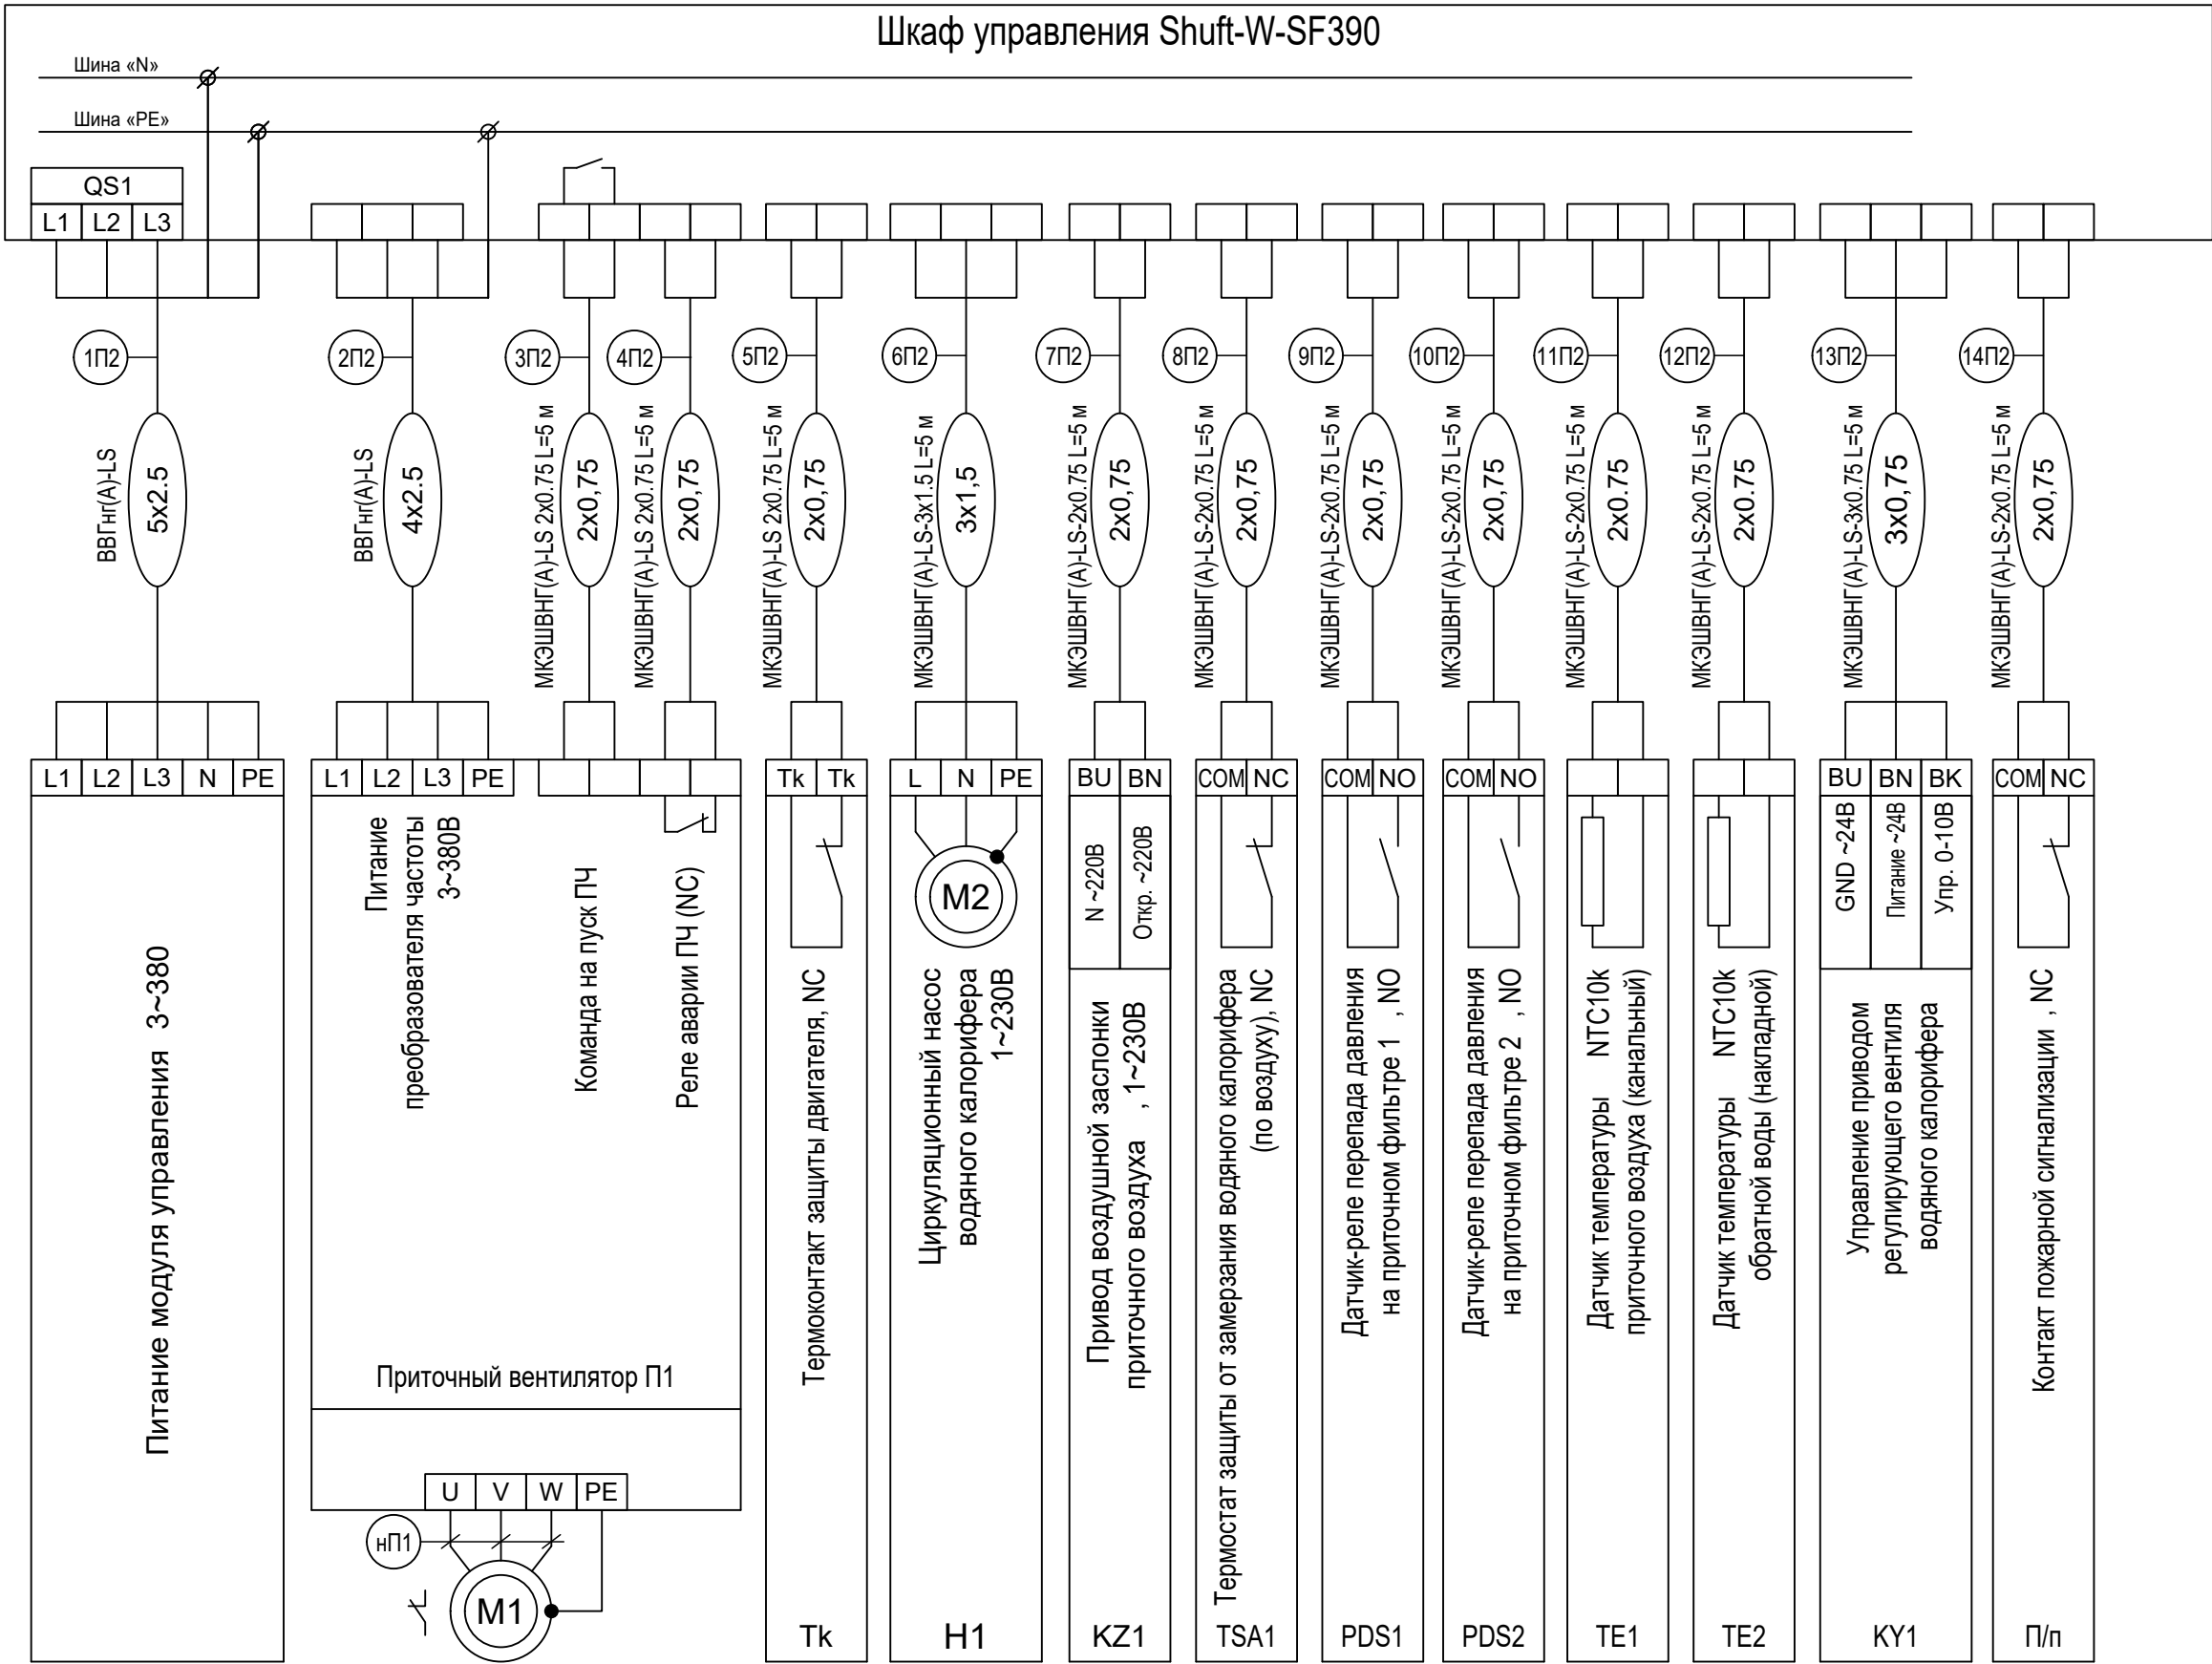 Шкаф управления Shuft-W-SF390
Шина «N»
Шина «PE»
QS1
L1 L2 L3
1П2
2П2
3П2
4П2
5П2
6П2
7П2
8П2
9П2
10П2
11П2
12П2
13П2
14П2
ВВГнг(А)-LS
5x2.5
ВВГнг(А)-LS
4x2.5
МКЭШВНГ(А)-LS 2x0.75 L=5 м
2x0,75
МКЭШВНГ(А)-LS 2x0.75 L=5 м
2x0,75
МКЭШВНГ(А)-LS 2x0.75 L=5 м
2x0,75
МКЭШВНГ(А)-LS-3x1.5 L=5 м
3x1,5
МКЭШВНГ(А)-LS-2x0.75 L=5 м
2x0,75
МКЭШВНГ(А)-LS-2x0.75 L=5 м
2x0,75
МКЭШВНГ(А)-LS-2x0.75 L=5 м
2x0,75
МКЭШВНГ(А)-LS-2x0.75 L=5 м
2x0,75
МКЭШВНГ(А)-LS-2x0.75 L=5 м
2x0.75
МКЭШВНГ(А)-LS-2x0.75 L=5 м
2x0.75
МКЭШВНГ(А)-LS-3x0.75 L=5 м
3x0,75
МКЭШВНГ(А)-LS-2x0.75 L=5 м
2x0,75
L1 L2 L3 N PE
Питание модуля управления 3~380
L1 L2 L3 PE
Питание
преобразователя частоты
3~380В
Команда на пуск ПЧ
Реле аварии ПЧ (NC)
Приточный вентилятор П1
U V W PE
нП1
M1
Tk Tk
Термоконтакт защиты двигателя, NC
Tk
L N PE
M2
Циркуляционный насос
водяного калорифера
1~230В
H1
BU BN
N ~220В
Откр. ~220В
Привод воздушной заслонки
приточного воздуха , 1~230В
KZ1
COM NC
Термостат защиты от замерзания водяного калорифера
(по воздуху), NC
TSA1
COM NO
Датчик-реле перепада давления
на приточном фильтре 1 , NO
PDS1
COM NO
Датчик-реле перепада давления
на приточном фильтре 2 , NO
PDS2
Датчик температуры NTC10k
приточного воздуха (канальный)
TE1
Датчик температуры NTC10k
обратной воды (накладной)
TE2
BU BN BK
GND ~24В
Питание ~24В
Упр. 0-10В
Управление приводом
регулирующего вентиля
водяного калорифера
KY1
COM NC
Контакт пожарной сигнализации , NC
П/п